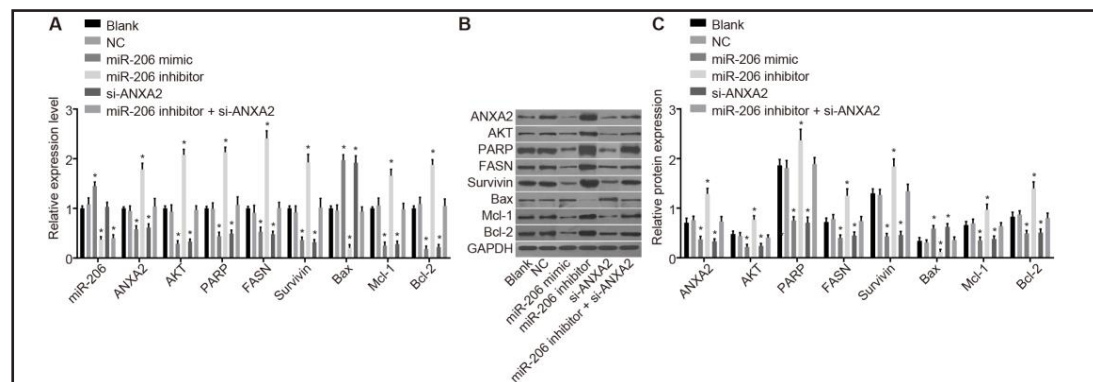 A
Blank
NC
miR-206 mimic
miR-206 inhibitor
si-ANXA2
miR-206 inhibitor + si-ANXA2
Relative expression level
3
2
1
0
* * * * * * * * * * * * * * * * * * * * * * * * * * *
miR-206
ANXA2
AKT
PARP
FASN
Survivin
Bax
Mcl-1
Bcl-2
B
ANXA2
AKT
PARP
FASN
Survivin
Bax
Mcl-1
Bcl-2
GAPDH
Blank
NC
miR-206 mimic
miR-206 inhibitor
si-ANXA2
miR-206 inhibitor + si-ANXA2
C
Blank
NC
miR-206 mimic
miR-206 inhibitor
si-ANXA2
miR-206 inhibitor + si-ANXA2
Relative protein expression
3
2
1
0
* * * * * * * * * * * * * * * * * * * * * * * *
ANXA2
AKT
PARP
FASN
Survivin
Bax
Mcl-1
Bcl-2